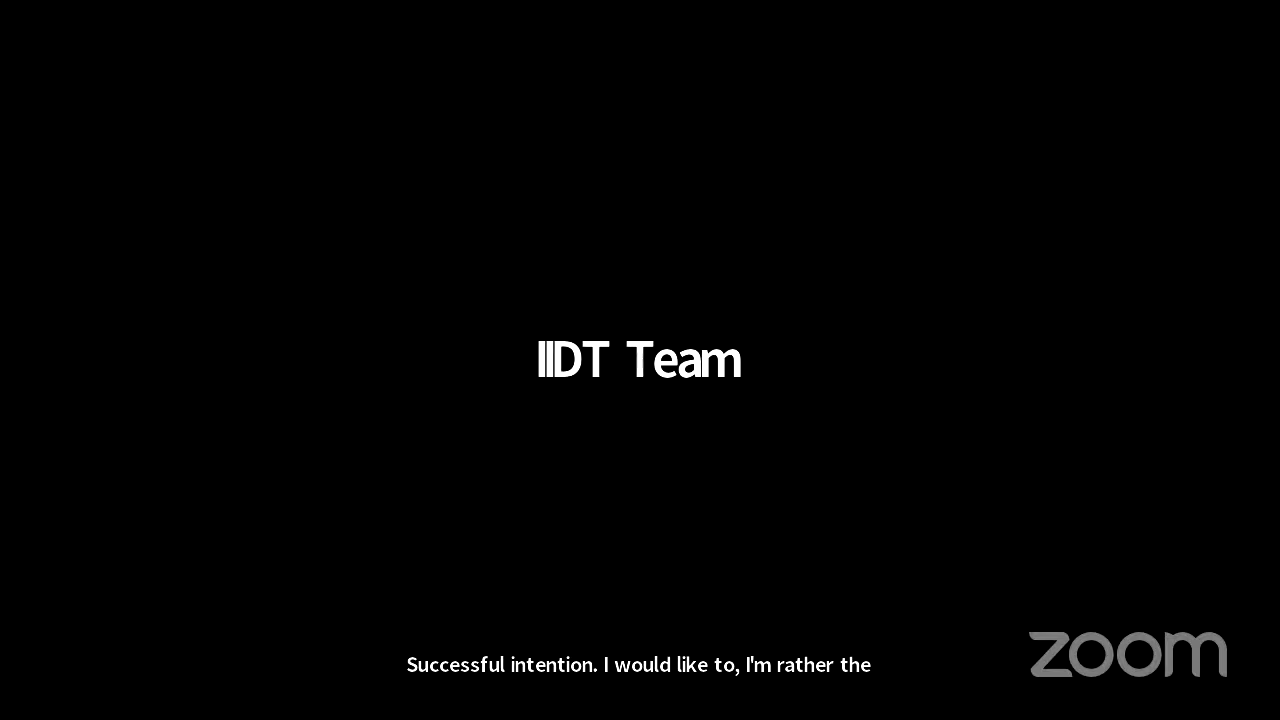 IIDT Team
Successful intention. I would like to, I'm rather the
zoom